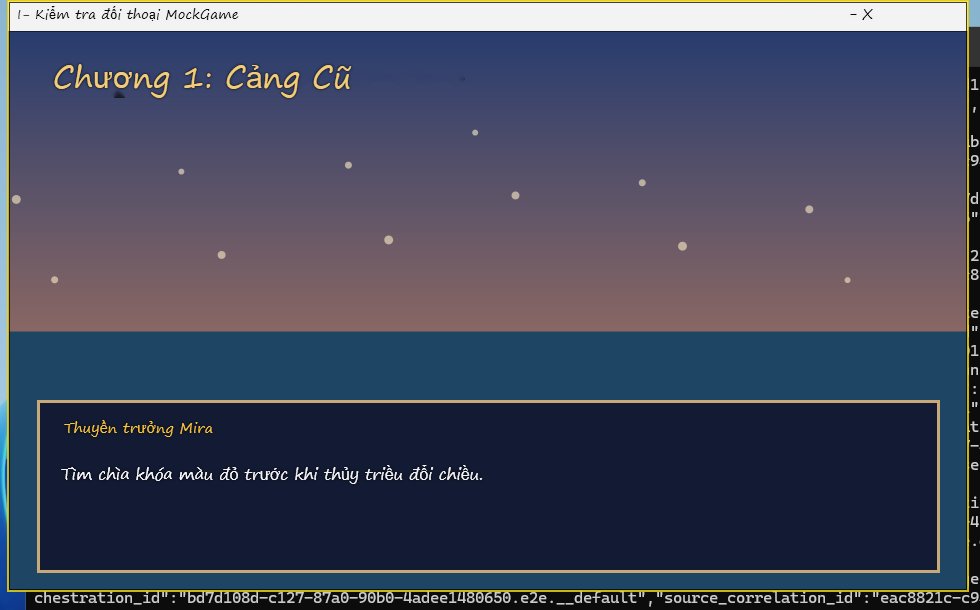 I- Kiểm tra đối thoại MockGame - X
Chương 1: Cảng Cũ
Thuyền trưởng Mira
Tìm chìa khóa màu đỏ trước khi thủy triều đổi chiều.
chestration_id":"bd7d108d-c127-87a0-90b0-4adee1480650.e2e.__default","source_correlation_id":"eac8821c-c9